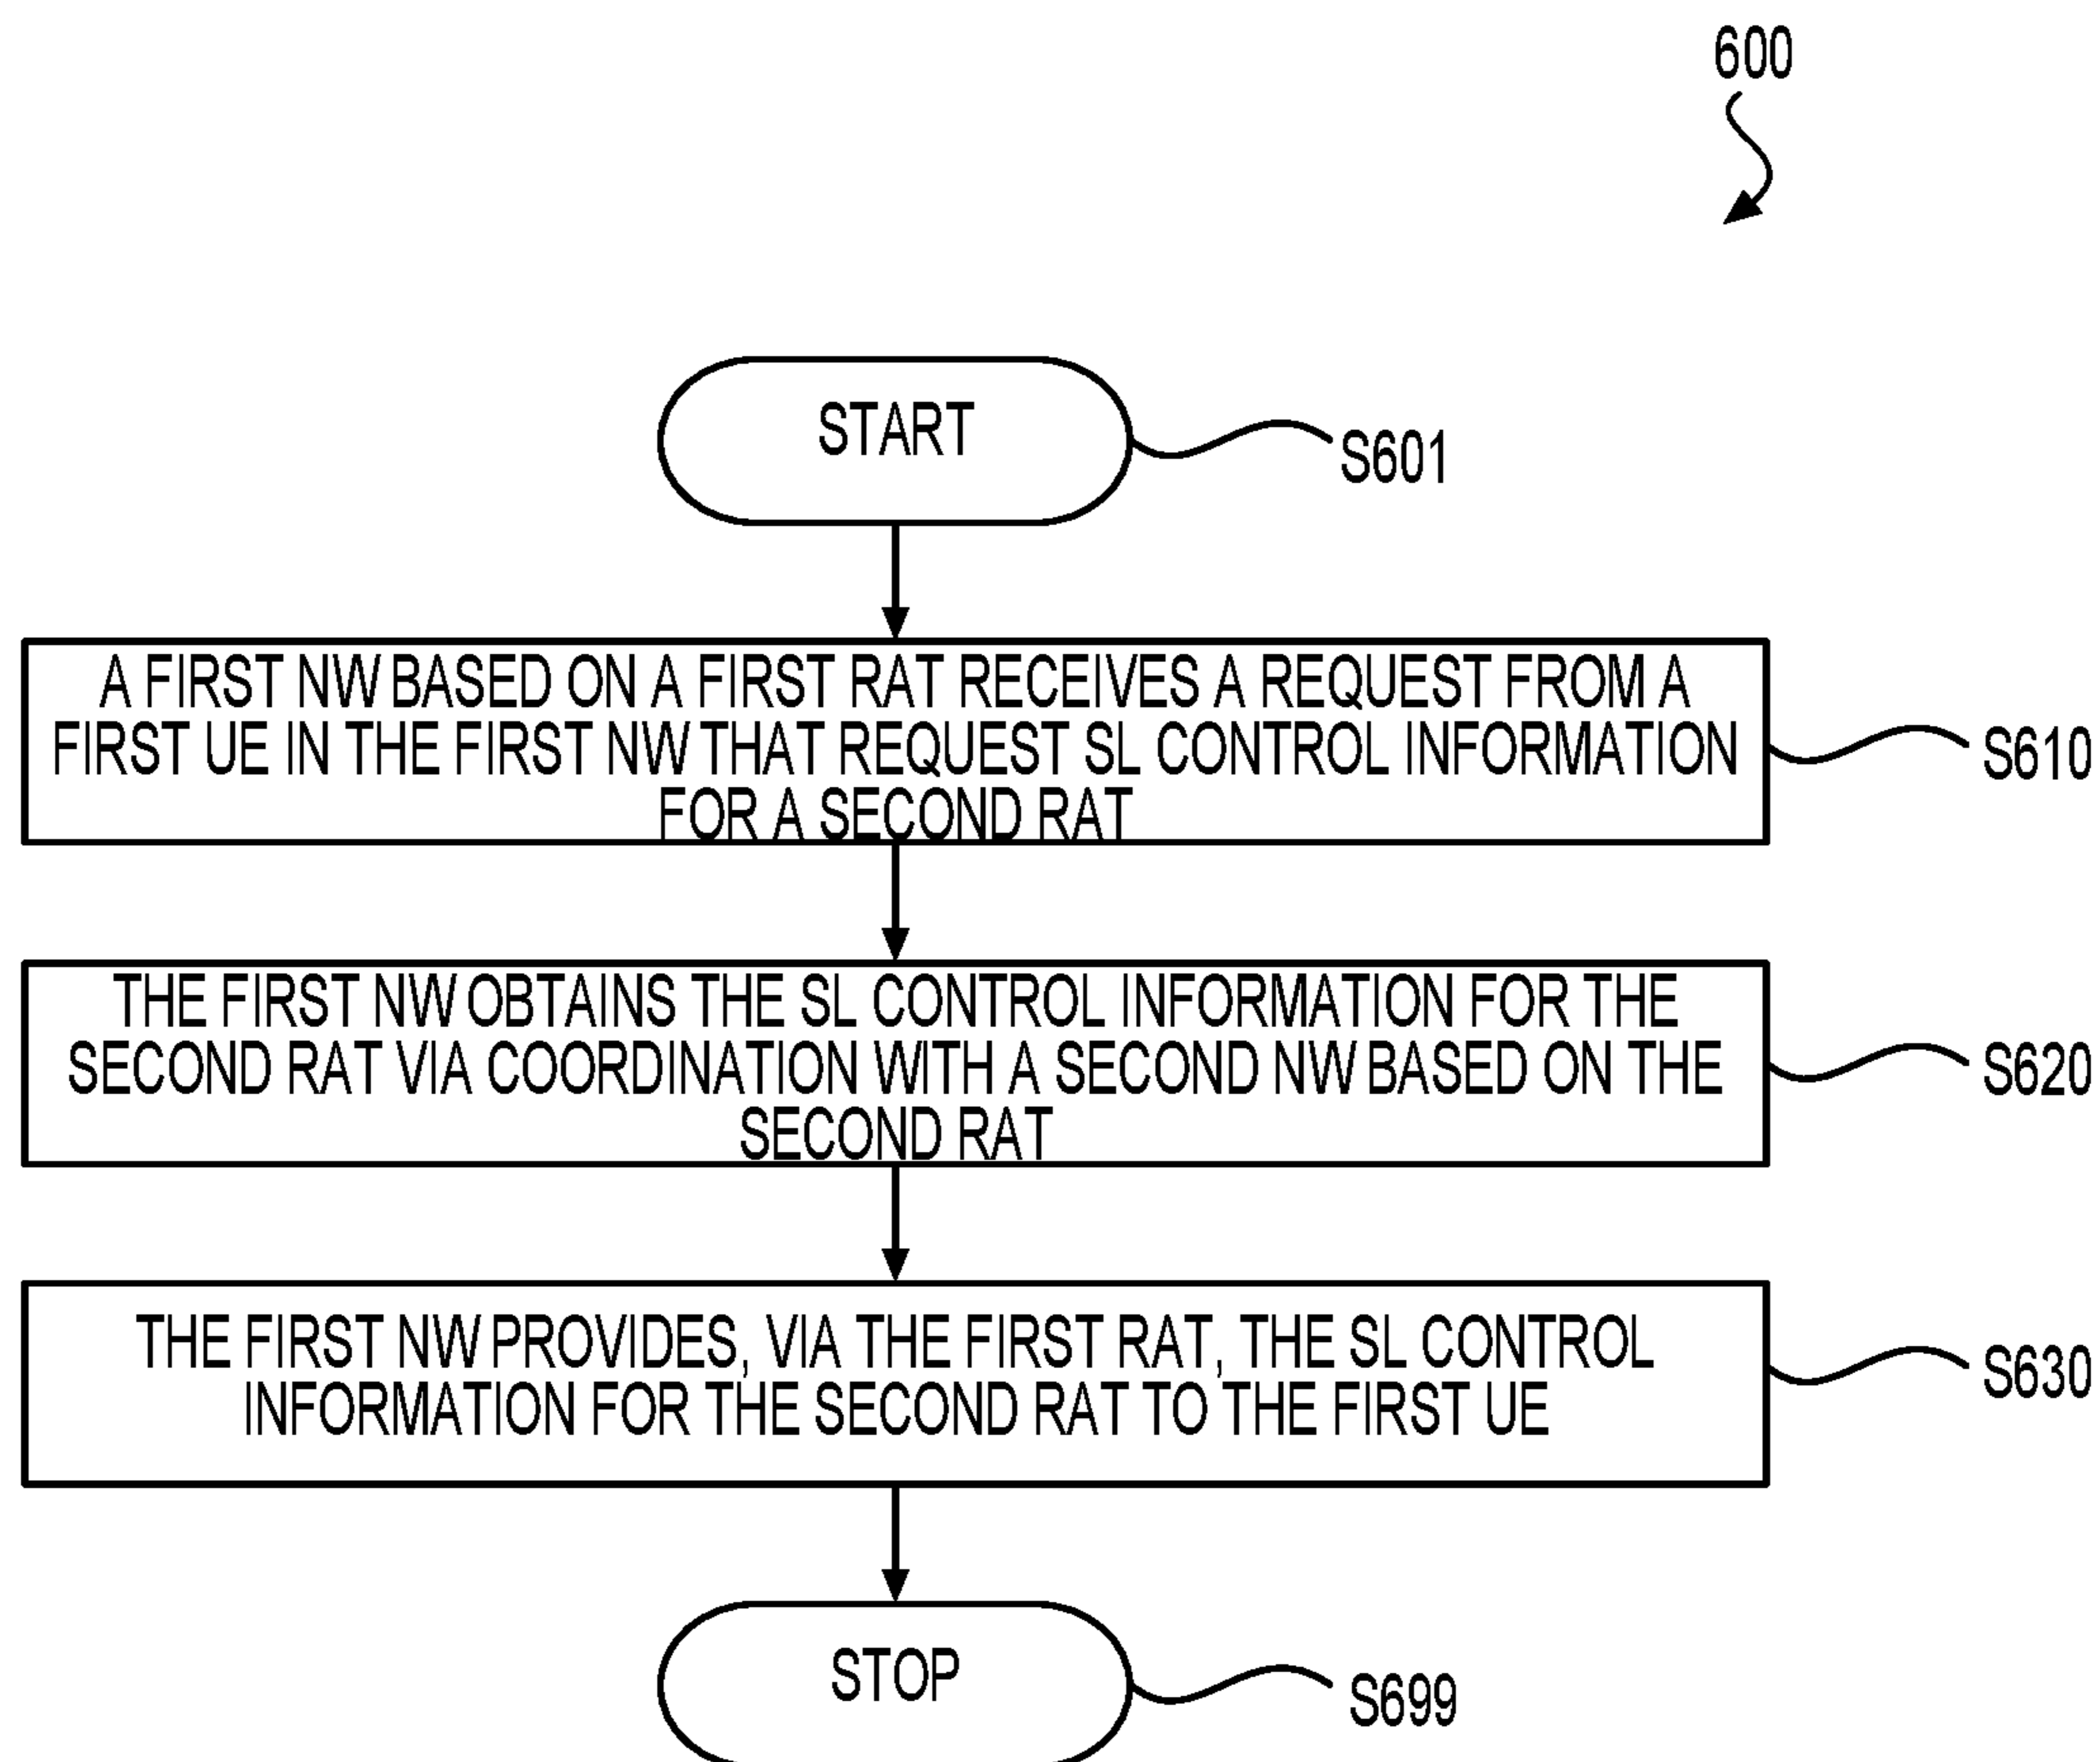 600
START
S601
A FIRST NW BASED ON A FIRST RAT RECEIVES A REQUEST FROM A
FIRST UE IN THE FIRST NW THAT REQUEST SL CONTROL INFORMATION
FOR A SECOND RAT
S610
THE FIRST NW OBTAINS THE SL CONTROL INFORMATION FOR THE
SECOND RAT VIA COORDINATION WITH A SECOND NW BASED ON THE
SECOND RAT
S620
THE FIRST NW PROVIDES, VIA THE FIRST RAT, THE SL CONTROL
INFORMATION FOR THE SECOND RAT TO THE FIRST UE
S630
STOP
S699